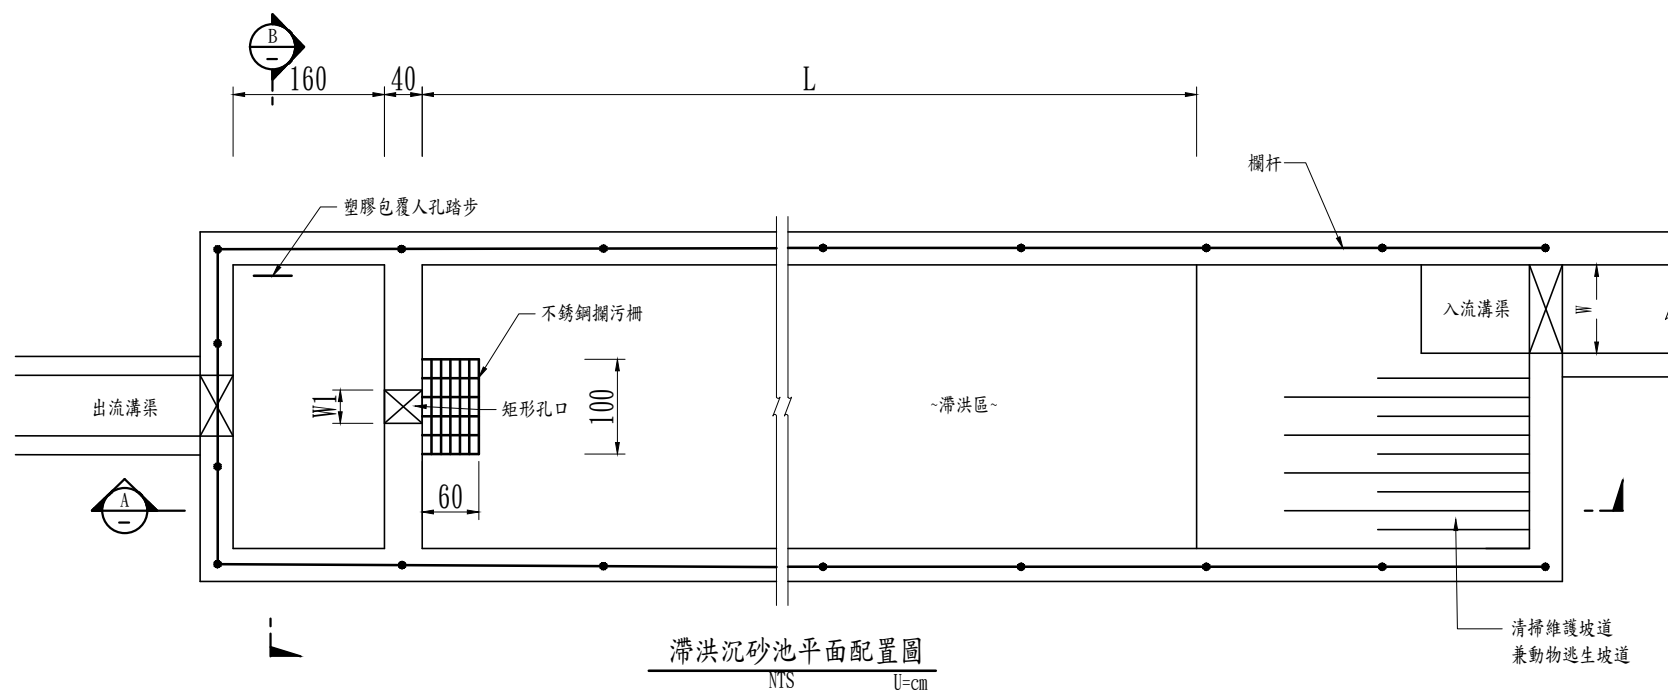 B
160
40
L
欄杆
塑膠包覆人孔踏步
不銹鋼攔污柵
入流溝渠
W
出流溝渠
W1
矩形孔口
100
~滯洪區~
60
A
清掃維護坡道
兼動物逃生坡道
滯洪沉砂池平面配置圖
NTS
U=cm